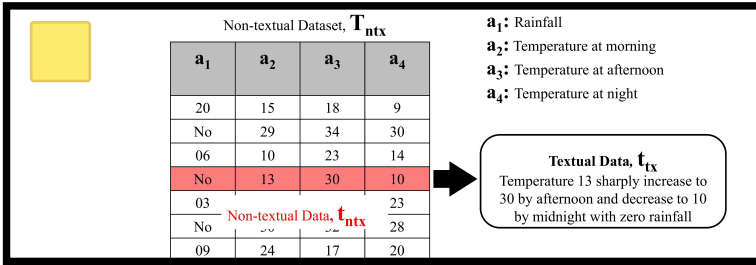 Non-textual Dataset, Tntx
a1 a2 a3 a4
20 15 18 9
No 29 34 30
06 10 23 14
No 13 30 10
03 23
Non-textual Data, tntx
No 28
09 24 17 20
a1: Rainfall
a2: Temperature at morning
a3: Temperature at afternoon
a4: Temperature at night
Textual Data, ttx
Temperature 13 sharply increase to
30 by afternoon and decrease to 10
by midnight with zero rainfall